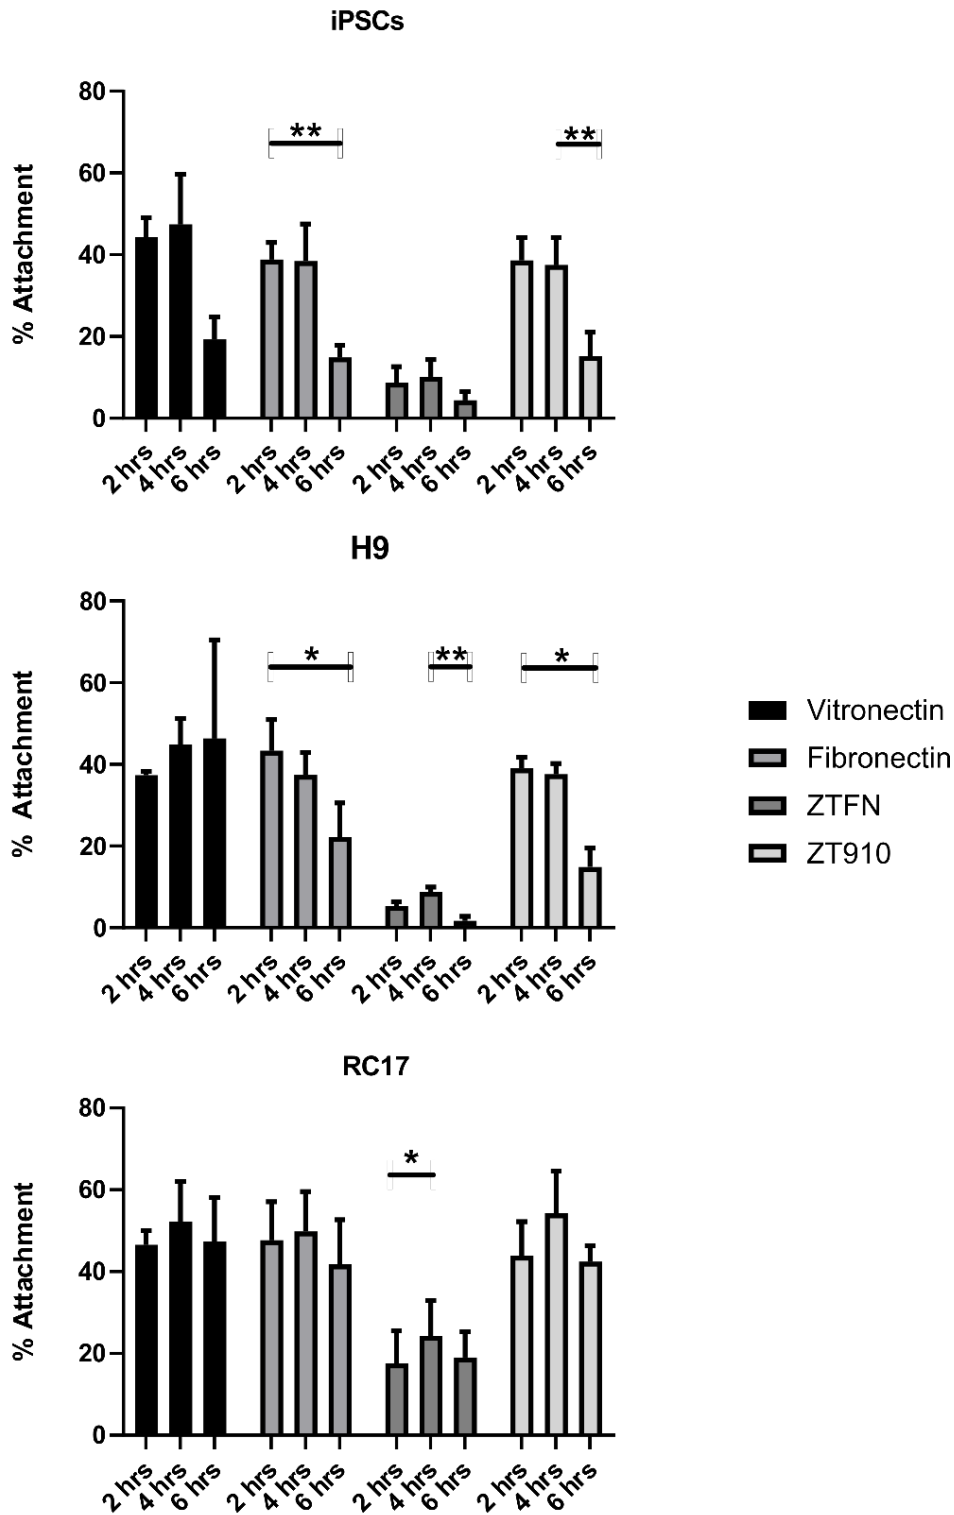 iPSCs
% Attachment
80
60
40
20
0
** **
2 hrs 4 hrs 6 hrs 2 hrs 4 hrs 6 hrs 2 hrs 4 hrs 6 hrs 2 hrs 4 hrs 6 hrs
H9
% Attachment
80
60
40
20
0
* ** *
2 hrs 4 hrs 6 hrs 2 hrs 4 hrs 6 hrs 2 hrs 4 hrs 6 hrs 2 hrs 4 hrs 6 hrs
Vitronectin
Fibronectin
ZTFN
ZT910
RC17
% Attachment
80
60
40
20
0
*
2 hrs 4 hrs 6 hrs 2 hrs 4 hrs 6 hrs 2 hrs 4 hrs 6 hrs 2 hrs 4 hrs 6 hrs